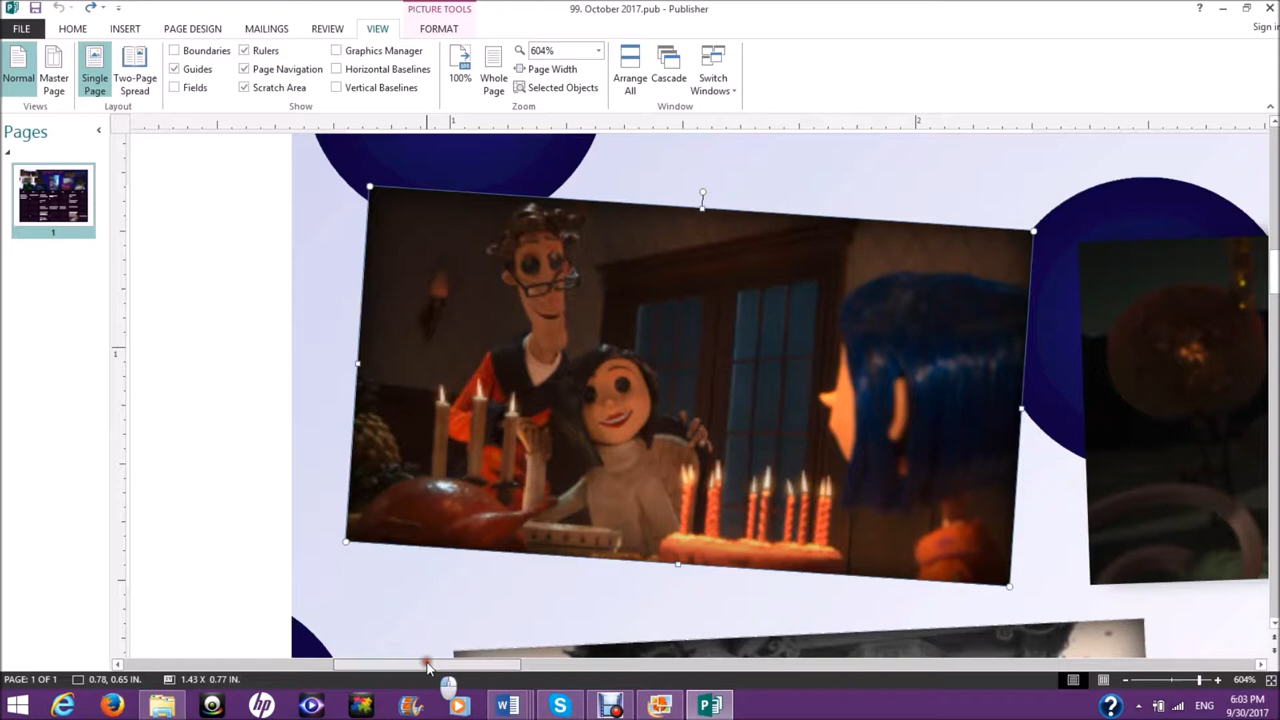 PICTURE TOOLS
99. October 2017.pub - Publisher
FILE HOME INSERT PAGE DESIGN MAILINGS REVIEW VIEW FORMAT
Sign in
Normal
Master Page
Single Page
Two-Page Spread
Boundaries
Guides
Fields
Rulers
Page Navigation
Scratch Area
Graphics Manager
Horizontal Baselines
Vertical Baselines
100%
Whole Page
604%
Page Width
Selected Objects
Arrange All
Cascade
Switch Windows
Views Layout Show Zoom Window
Pages
1
1
2
1
PAGE: 1 OF 1
0.78, 0.65 IN.
1.43 X 0.77 IN.
604%
ENG
6:03 PM
9/30/2017